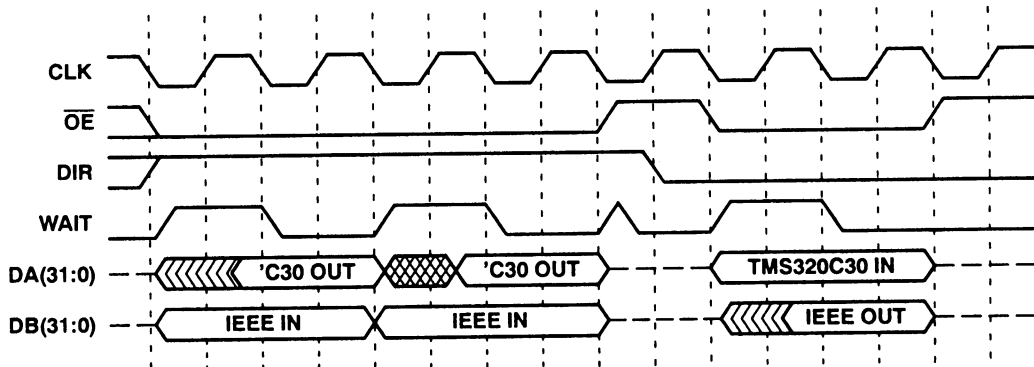 CLK
OE
DIR
WAIT
DA(31:0) 'C30 OUT 'C30 OUT TMS320C30 IN
DB(31:0) IEEE IN IEEE IN IEEE OUT